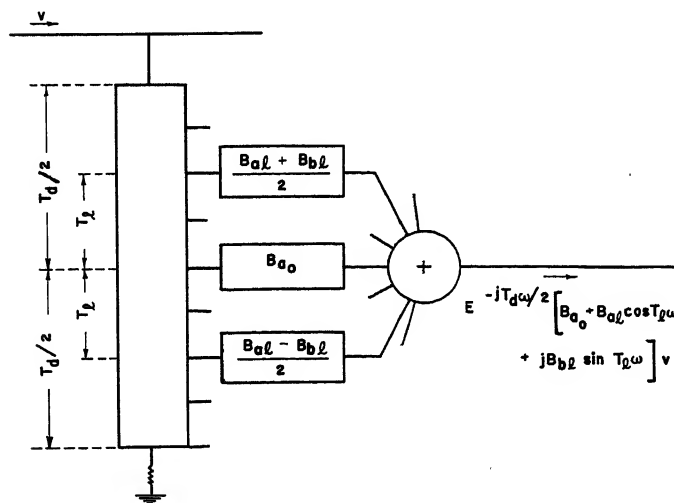 v
T_d/2
T_ℓ
B_aℓ + B_bℓ
2
B_a₀
+
T_ℓ
T_d/2
B_aℓ - B_bℓ
2
E^{-jT_dω/2} [B_a₀ + B_aℓ cos T_ℓω
+ jB_bℓ sin T_ℓω] v